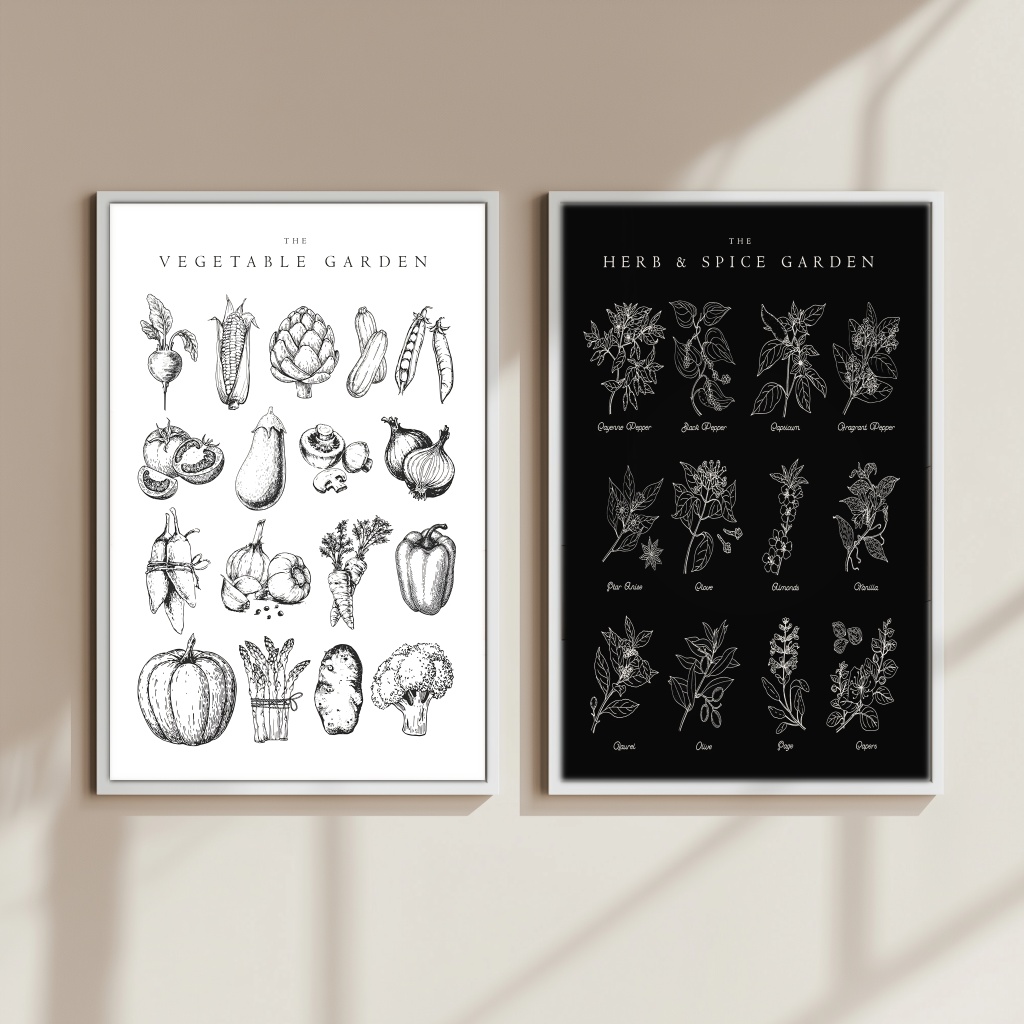 THE
VEGETABLE GARDEN
THE
HERB & SPICE GARDEN
Cayenne Pepper
Black Pepper
Capsicum
Fragrant Pepper
Star Anise
Clove
Almonds
Vanilla
Laurel
Olive
Sage
Capers